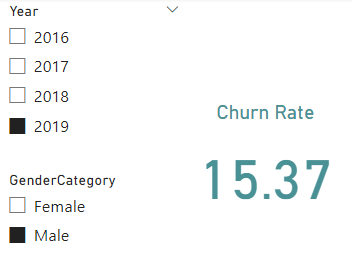 Year
2016
2017
2018
2019
GenderCategory
Female
Male
Churn Rate
15.37